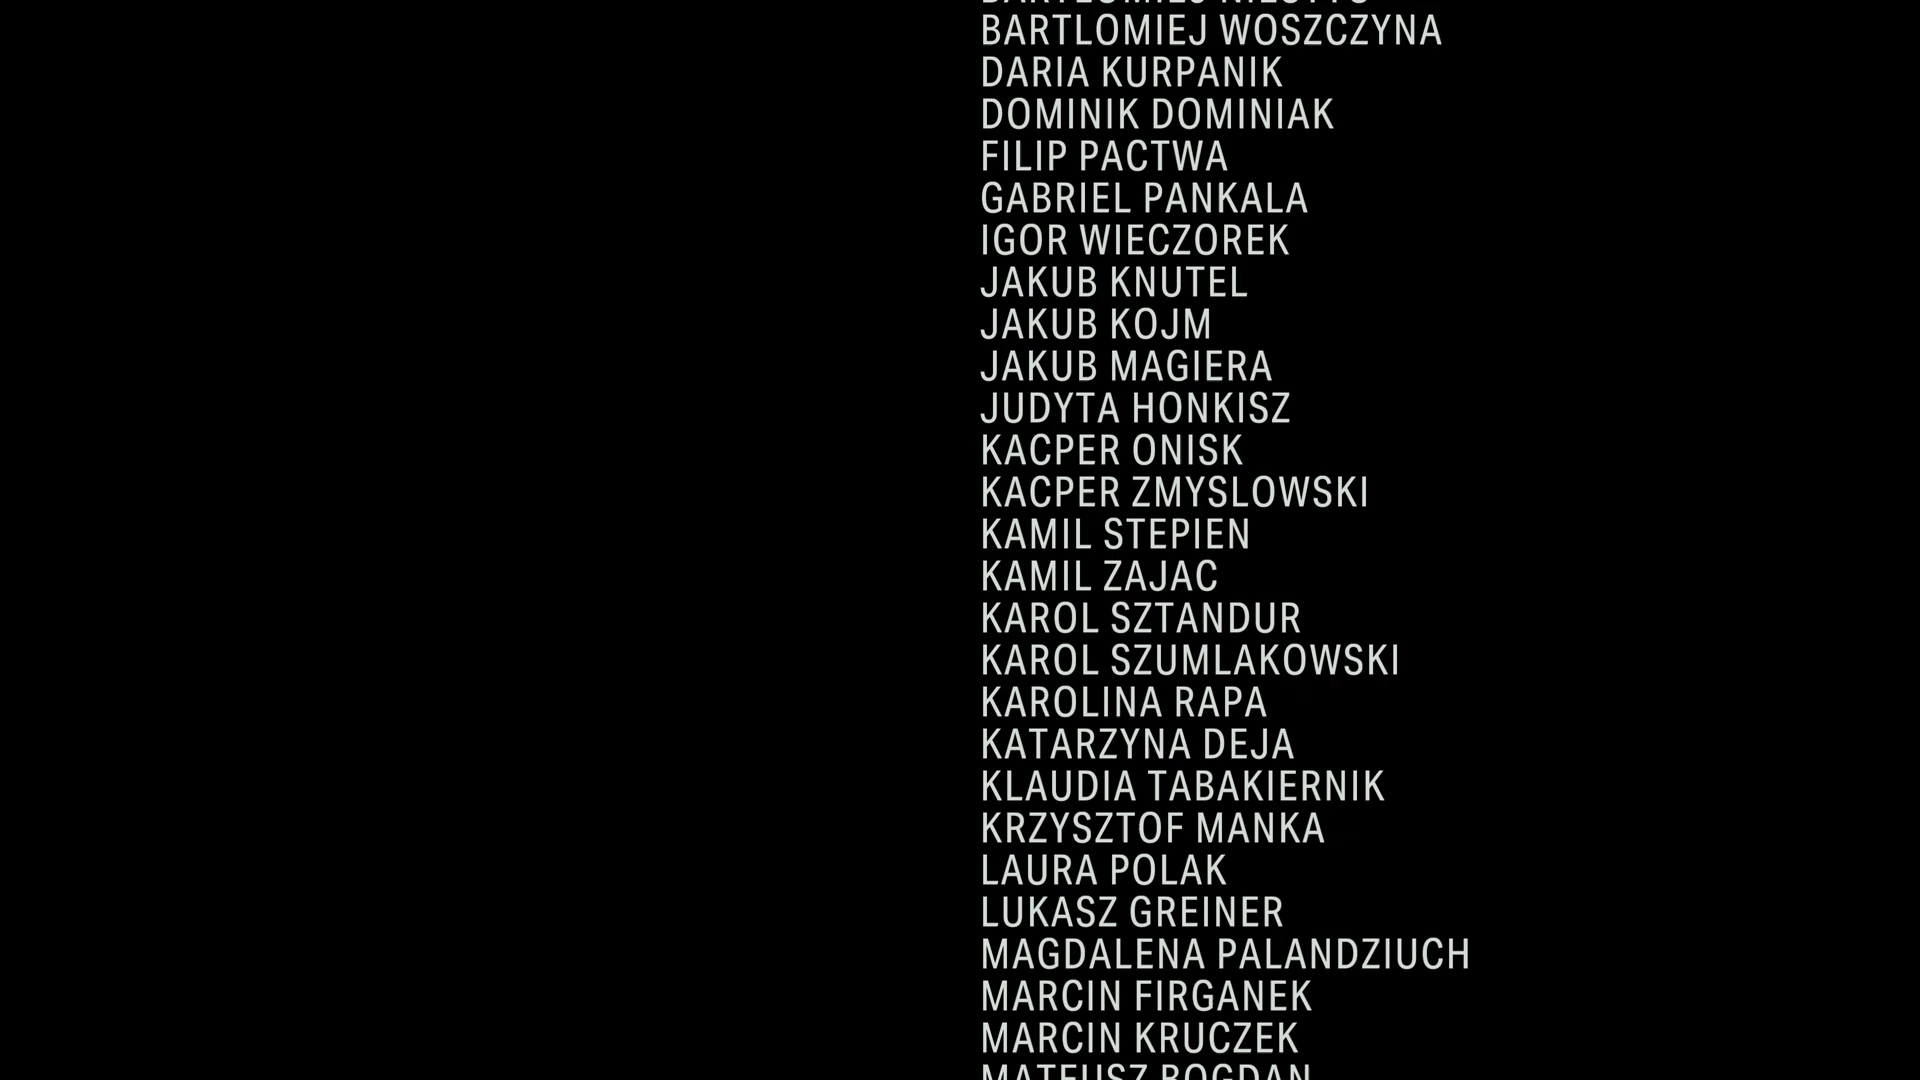 BARTLOMIEJ WOSZCZYNA
DARIA KURPANIK
DOMINIK DOMINIAK
FILIP PACTWA
GABRIEL PANKALA
IGOR WIECZOREK
JAKUB KNUTEL
JAKUB KOJM
JAKUB MAGIERA
JUDYTA HONKISZ
KACPER ONISK
KACPER ZMYSLOWSKI
KAMIL STEPIEN
KAMIL ZAJAC
KAROL SZTANDUR
KAROL SZUMLAKOWSKI
KAROLINA RAPA
KATARZYNA DEJA
KLAUDIA TABAKIERNIK
KRZYSZTOF MANKA
LAURA POLAK
LUKASZ GREINER
MAGDALENA PALANDZIUCH
MARCIN FIRGANEK
MARCIN KRUCZEK
MATEUSZ BOGDAN